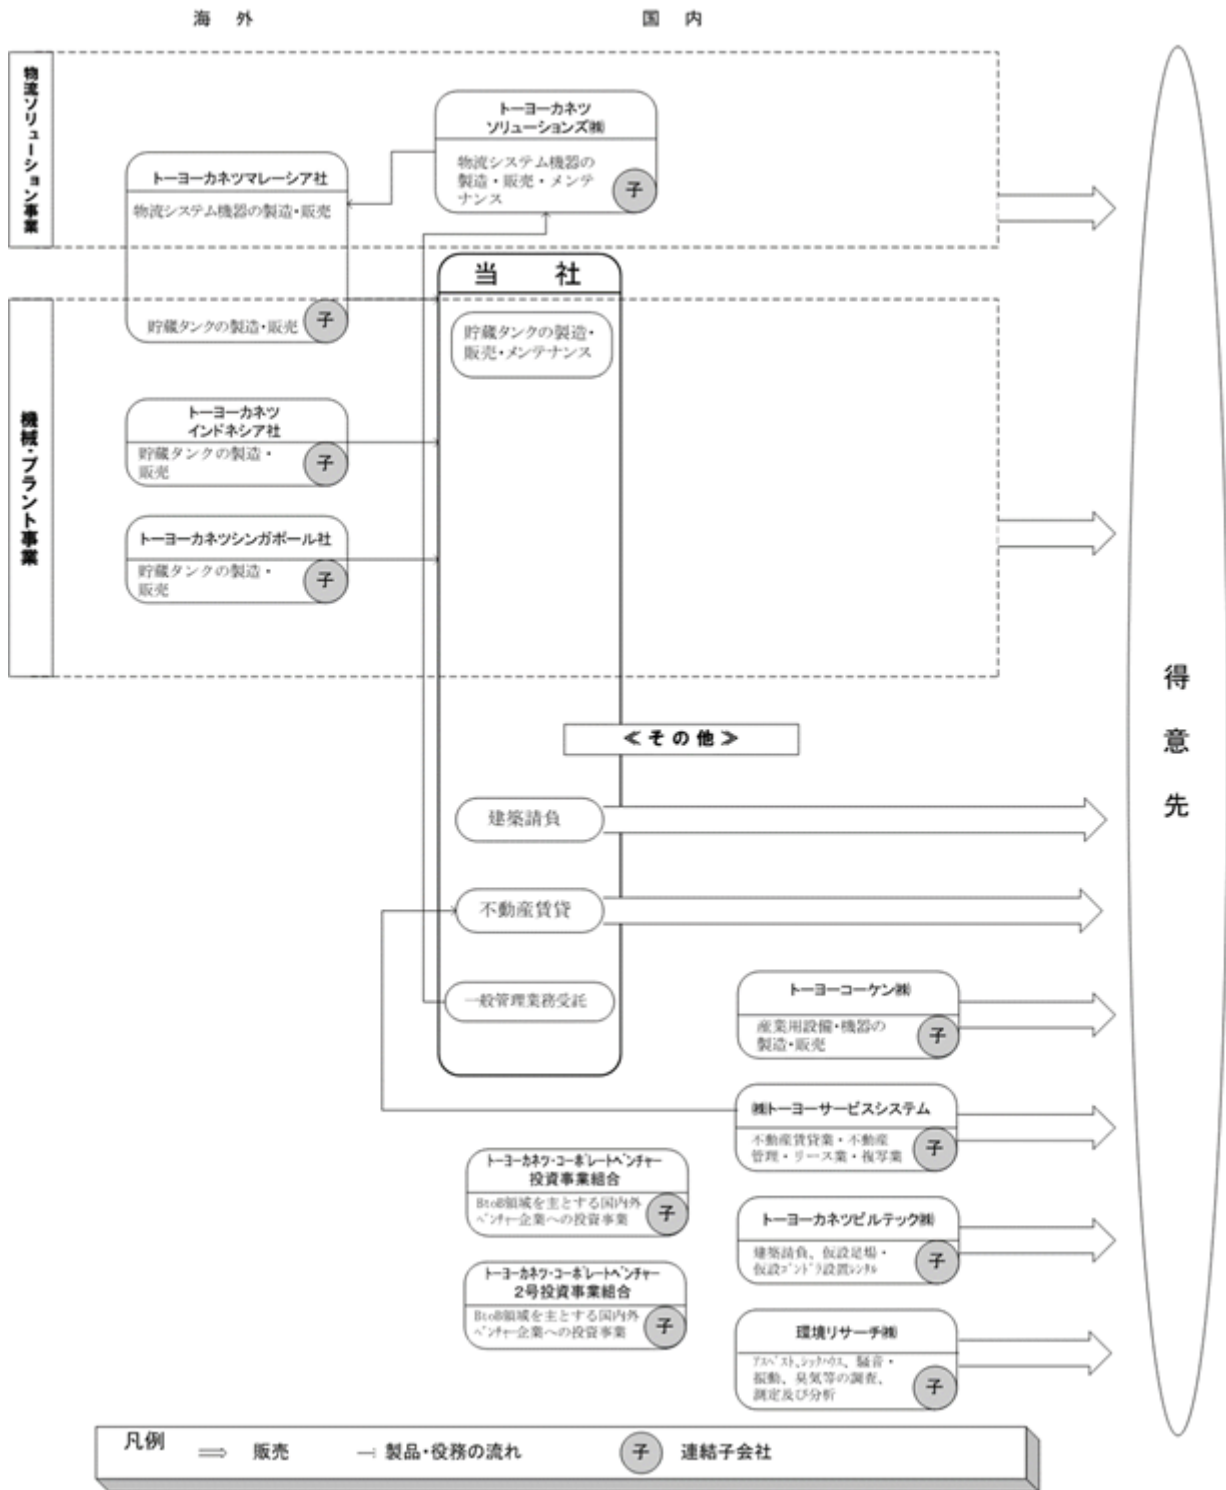 海 外
国 内
物流ソリューション事業
トーヨーカネツ
ソリューションズ㈱
物流システム機器の
製造・販売・メンテ
ナンス
子
トーヨーカネツマレーシア社
物流システム機器の製造・販売
貯蔵タンクの製造・販売
子
当 社
貯蔵タンクの製造・
販売・メンテナンス
機械・プラント事業
トーヨーカネツ
インドネシア社
貯蔵タンクの製造・
販売
子
トーヨーカネツシンガポール社
貯蔵タンクの製造・
販売
子
得意先
≪その他≫
建築請負
不動産賃貸
一般管理業務受託
トーヨーコーケン㈱
産業用設備・機器の
製造・販売
子
㈱トーヨーサービスシステム
不動産賃貸業・不動産
管理・リース業・複写業
子
トーヨーカネツ・コーポレートベンチャー
投資事業組合
BtoB領域を主とする国内外
ベンチャー企業への投資事業
子
トーヨーカネツビルテック㈱
建築請負、仮設足場・
仮設ゴンドラ設置レンタル
子
トーヨーカネツ・コーポレートベンチャー
2号投資事業組合
BtoB領域を主とする国内外
ベンチャー企業への投資事業
子
環境リサーチ㈱
アスベスト、シックハウス、騒音・
振動、臭気等の調査、
測定及び分析
子
凡例
販売
製品・役務の流れ
子
連結子会社